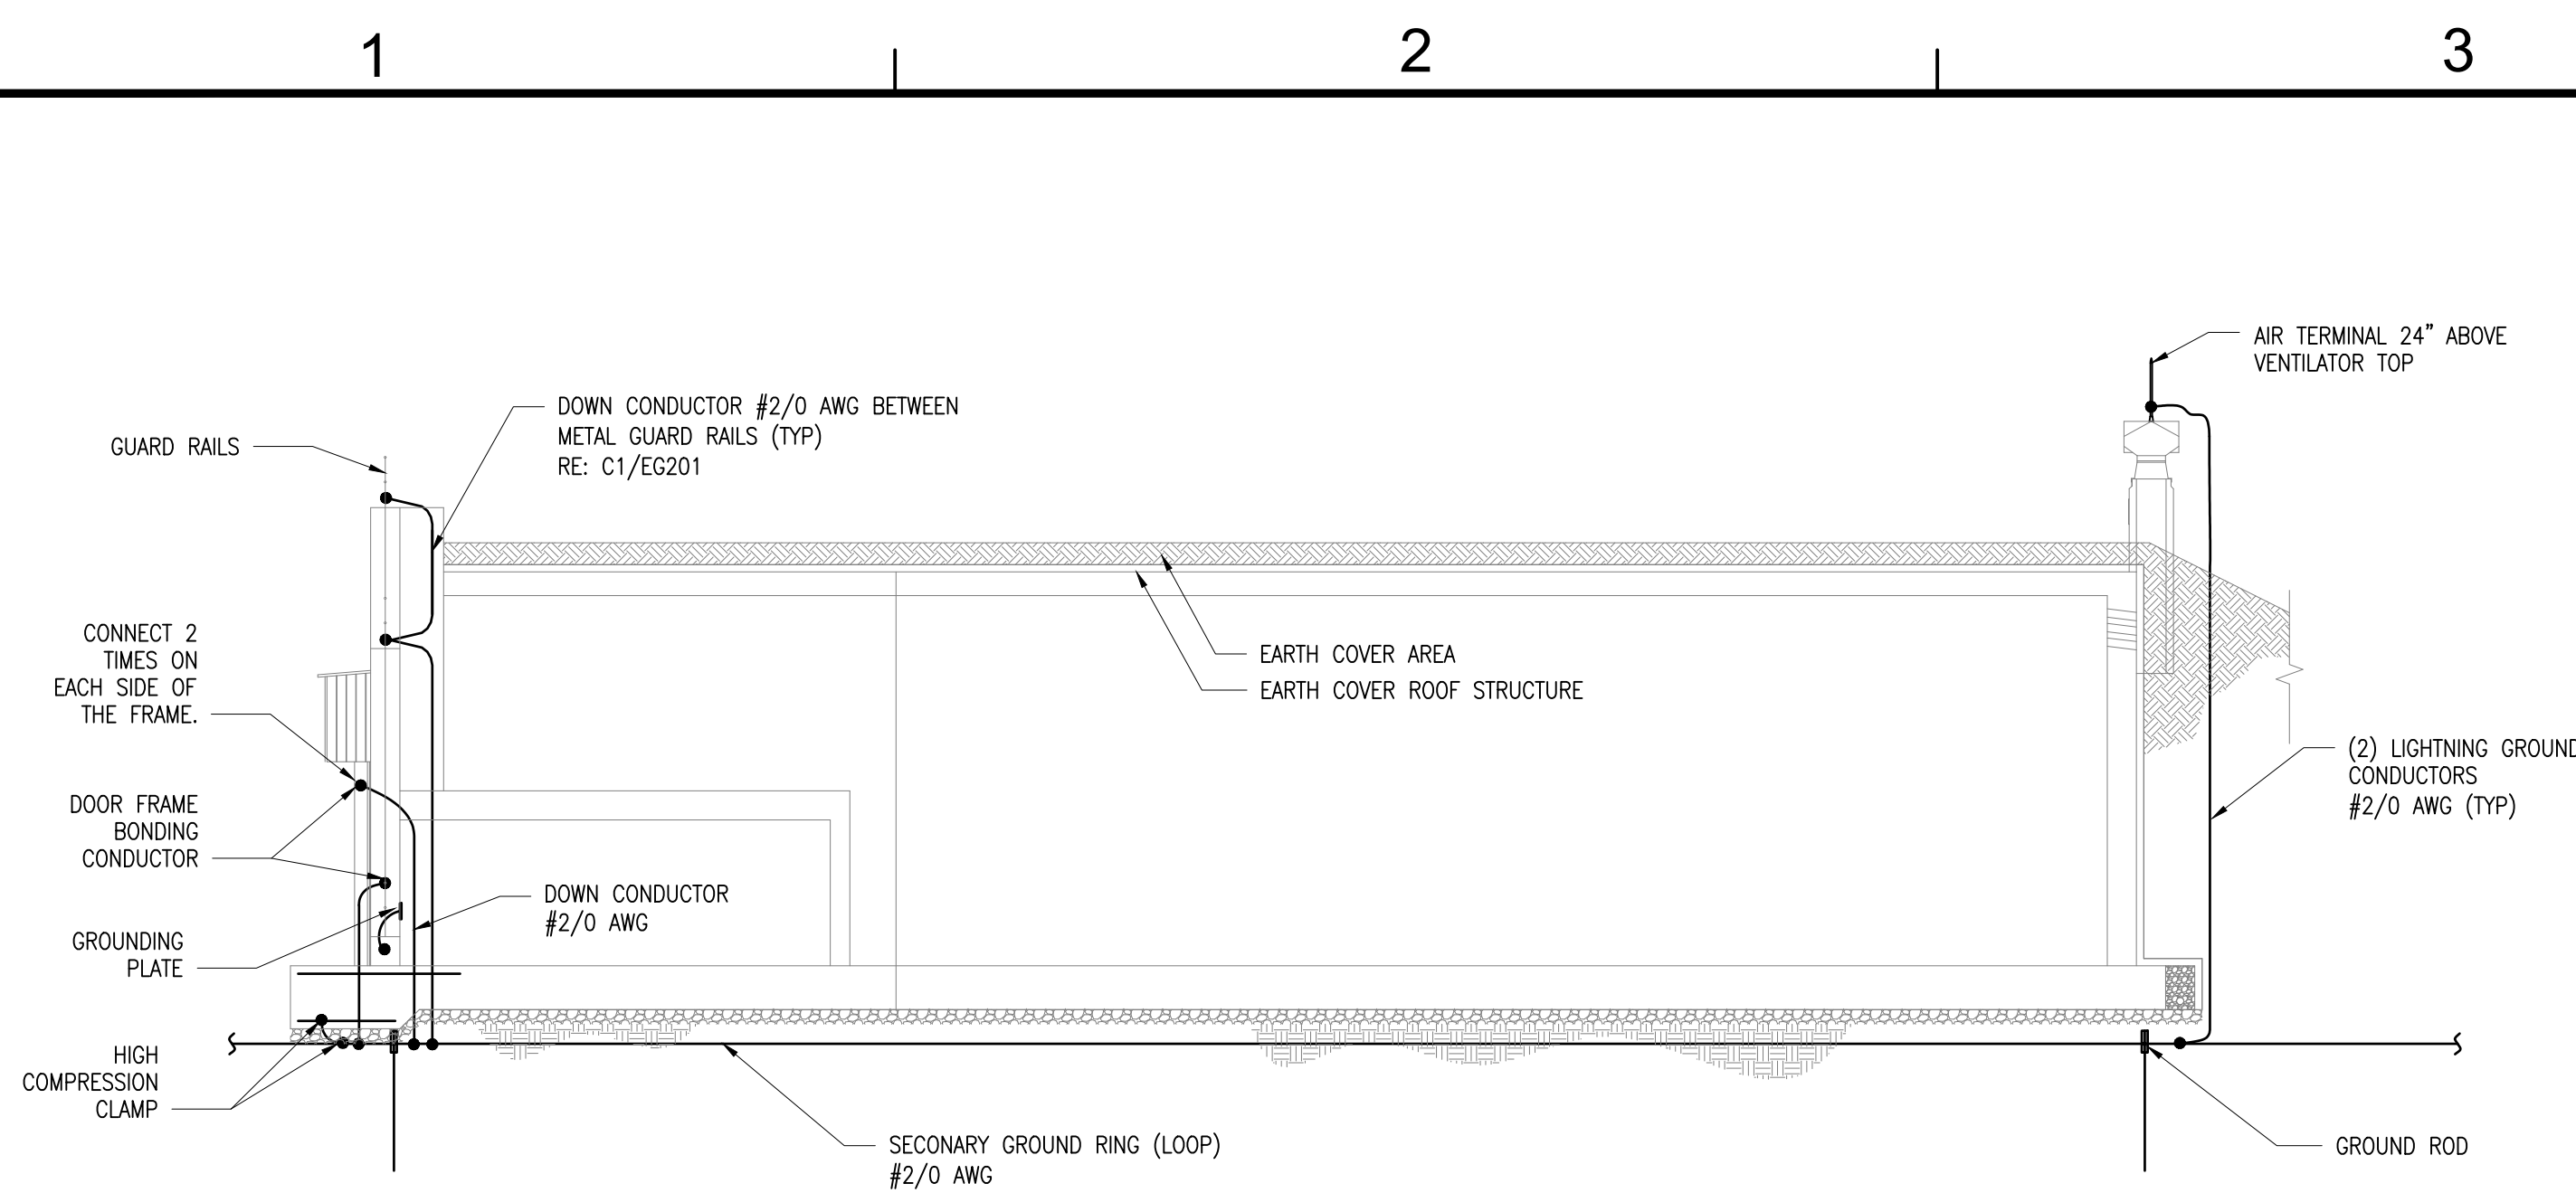 1
2
3
AIR TERMINAL 24" ABOVE
VENTILATOR TOP
DOWN CONDUCTOR #2/0 AWG BETWEEN
METAL GUARD RAILS (TYP)
RE: C1/EG201
GUARD RAILS
CONNECT 2
TIMES ON
EACH SIDE OF
THE FRAME.
EARTH COVER AREA
EARTH COVER ROOF STRUCTURE
(2) LIGHTNING GROUND
CONDUCTORS
#2/0 AWG (TYP)
DOOR FRAME
BONDING
CONDUCTOR
DOWN CONDUCTOR
#2/0 AWG
GROUNDING
PLATE
HIGH
COMPRESSION
CLAMP
SECONARY GROUND RING (LOOP)
#2/0 AWG
GROUND ROD